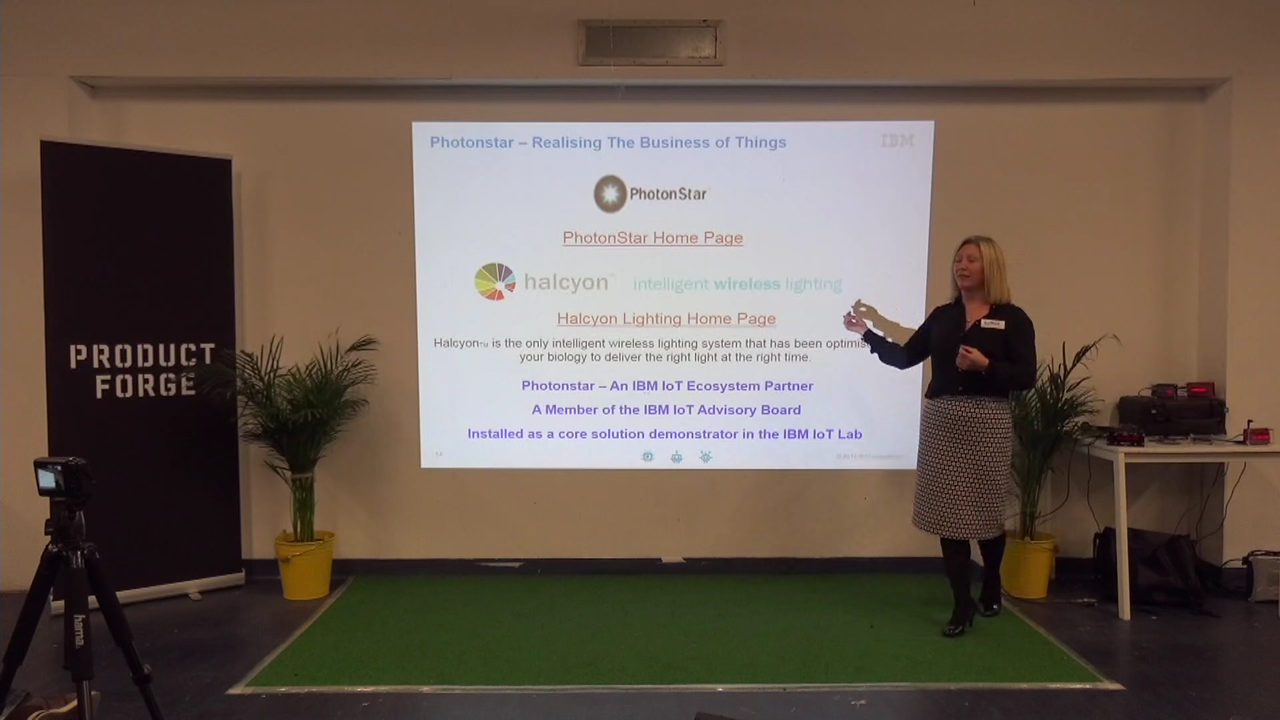 Photonstar – Realising The Business of Things
IBM
PhotonStar
PhotonStar Home Page
halcyon™ intelligent wireless lighting
Halcyon Lighting Home Page
Halcyon™ is the only intelligent wireless lighting system that has been optimis
your biology to deliver the right light at the right time.
Photonstar – An IBM IoT Ecosystem Partner
A Member of the IBM IoT Advisory Board
Installed as a core solution demonstrator in the IBM IoT Lab
PRODUCT
FORGE
hama